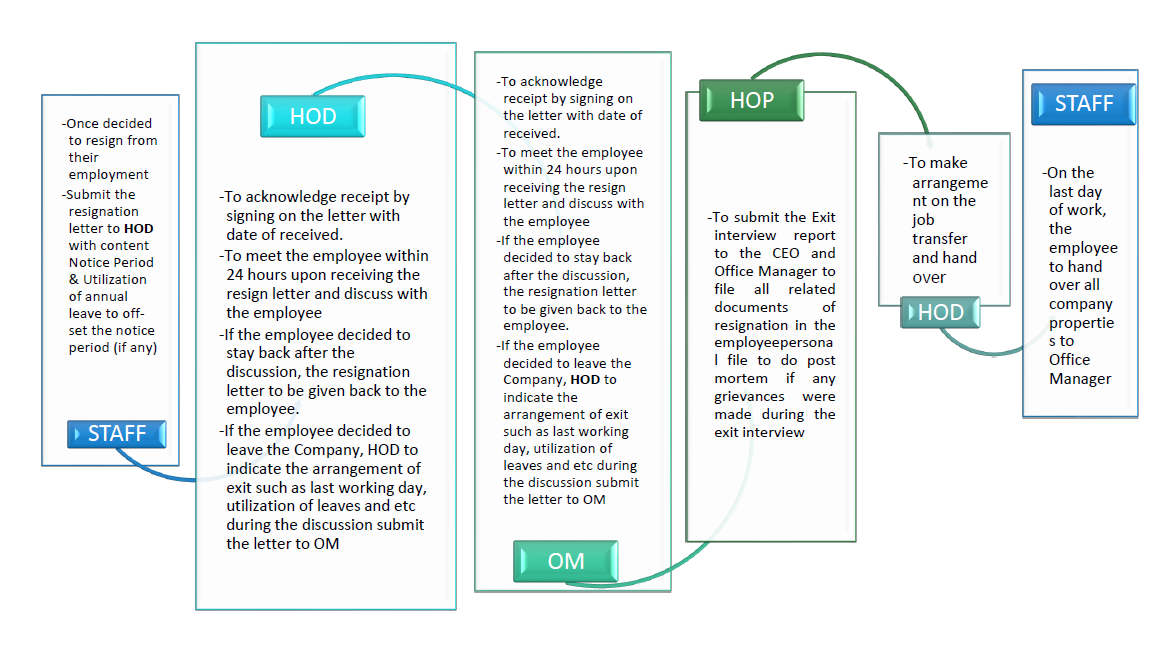 -Once decided
to resign from
their
employment
-Submit the
resignation
letter to HOD
with content
Notice Period
& Utilization
of annual
leave to off-
set the notice
period (if any)
STAFF
HOD
-To acknowledge receipt by
signing on the letter with
date of received.
-To meet the employee within
24 hours upon receiving the
resign letter and discuss with
the employee
-If the employee decided to
stay back after the
discussion, the resignation
letter to be given back to the
employee.
-If the employee decided to
leave the Company, HOD to
indicate the arrangement of
exit such as last working day,
utilization of leaves and etc
during the discussion submit
the letter to OM
-To acknowledge
receipt by signing on
the letter with date of
received.
-To meet the employee
within 24 hours upon
receiving the resign
letter and discuss with
the employee
-If the employee
decided to stay back
after the discussion,
the resignation letter
to be given back to the
employee.
-If the employee
decided to leave the
Company, HOD to
indicate the
arrangement of exit
such as last working
day, utilization of
leaves and etc during
the discussion submit
the letter to OM
OM
HOP
-To submit the Exit
interview report
to the CEO and
Office Manager to
file all related
documents of
resignation in the
employeepersona
l file to do post
mortem if any
grievances were
made during the
exit interview
-To make
arrangeme
nt on the
job
transfer
and hand
over
HOD
STAFF
-On the
last day
of work,
the
employee
to hand
over all
company
propertie
s to
Office
Manager